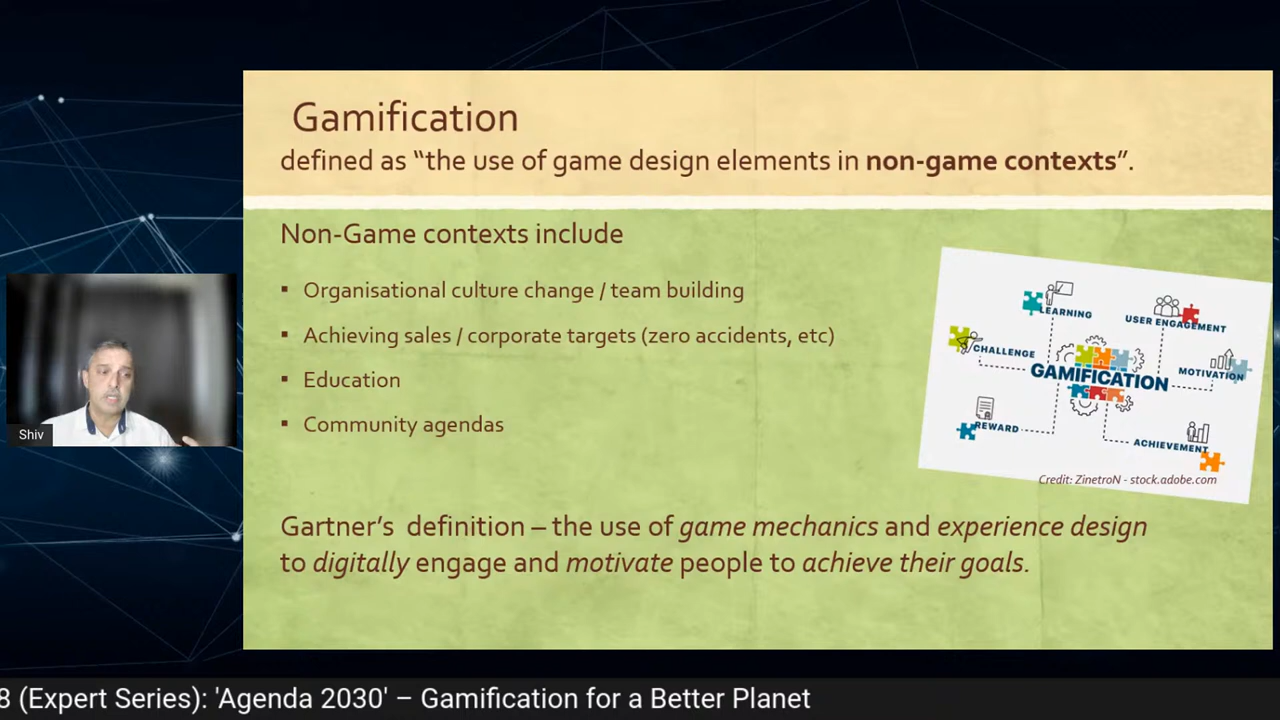 Gamification
defined as “the use of game design elements in non-game contexts”.
Non-Game contexts include
▪ Organisational culture change / team building
▪ Achieving sales / corporate targets (zero accidents, etc)
▪ Education
▪ Community agendas
LEARNING
USER ENGAGEMENT
CHALLENGE
MOTIVATION
GAMIFICATION
REWARD
ACHIEVEMENT
Credit: ZinetroN - stock.adobe.com
Gartner’s definition – the use of game mechanics and experience design
to digitally engage and motivate people to achieve their goals.
Shiv
8 (Expert Series): 'Agenda 2030' – Gamification for a Better Planet